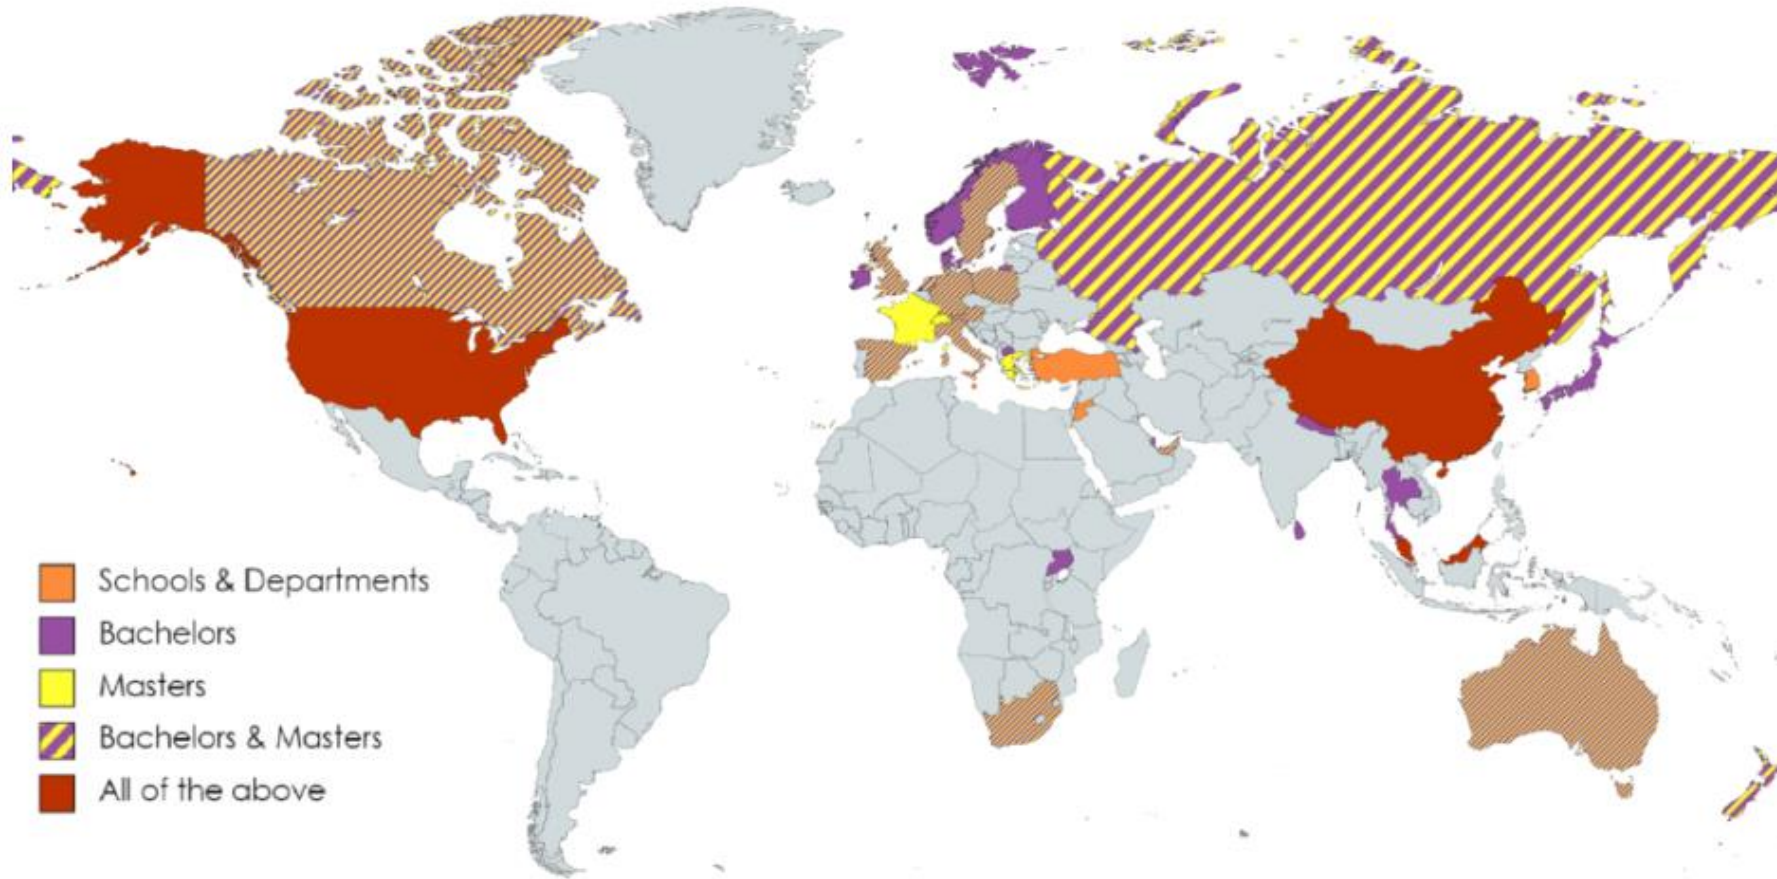 Schools & Departments
Bachelors
Masters
Bachelors & Masters
All of the above